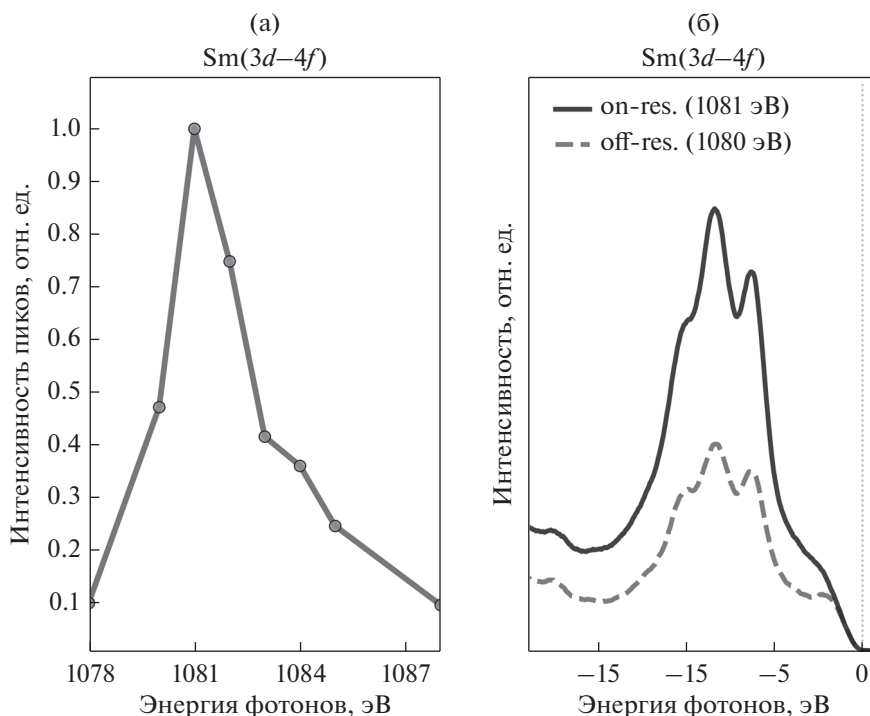 (а)
Sm(3d–4f)
Интенсивность пиков, отн. ед.
1.0
0.9
0.8
0.7
0.6
0.5
0.4
0.3
0.2
0.1
1078 1081 1084 1087
Энергия фотонов, эВ
(б)
Sm(3d–4f)
on-res. (1081 эВ)
off-res. (1080 эВ)
Интенсивность, отн. ед.
–15 –15 –5 0
Энергия фотонов, эВ